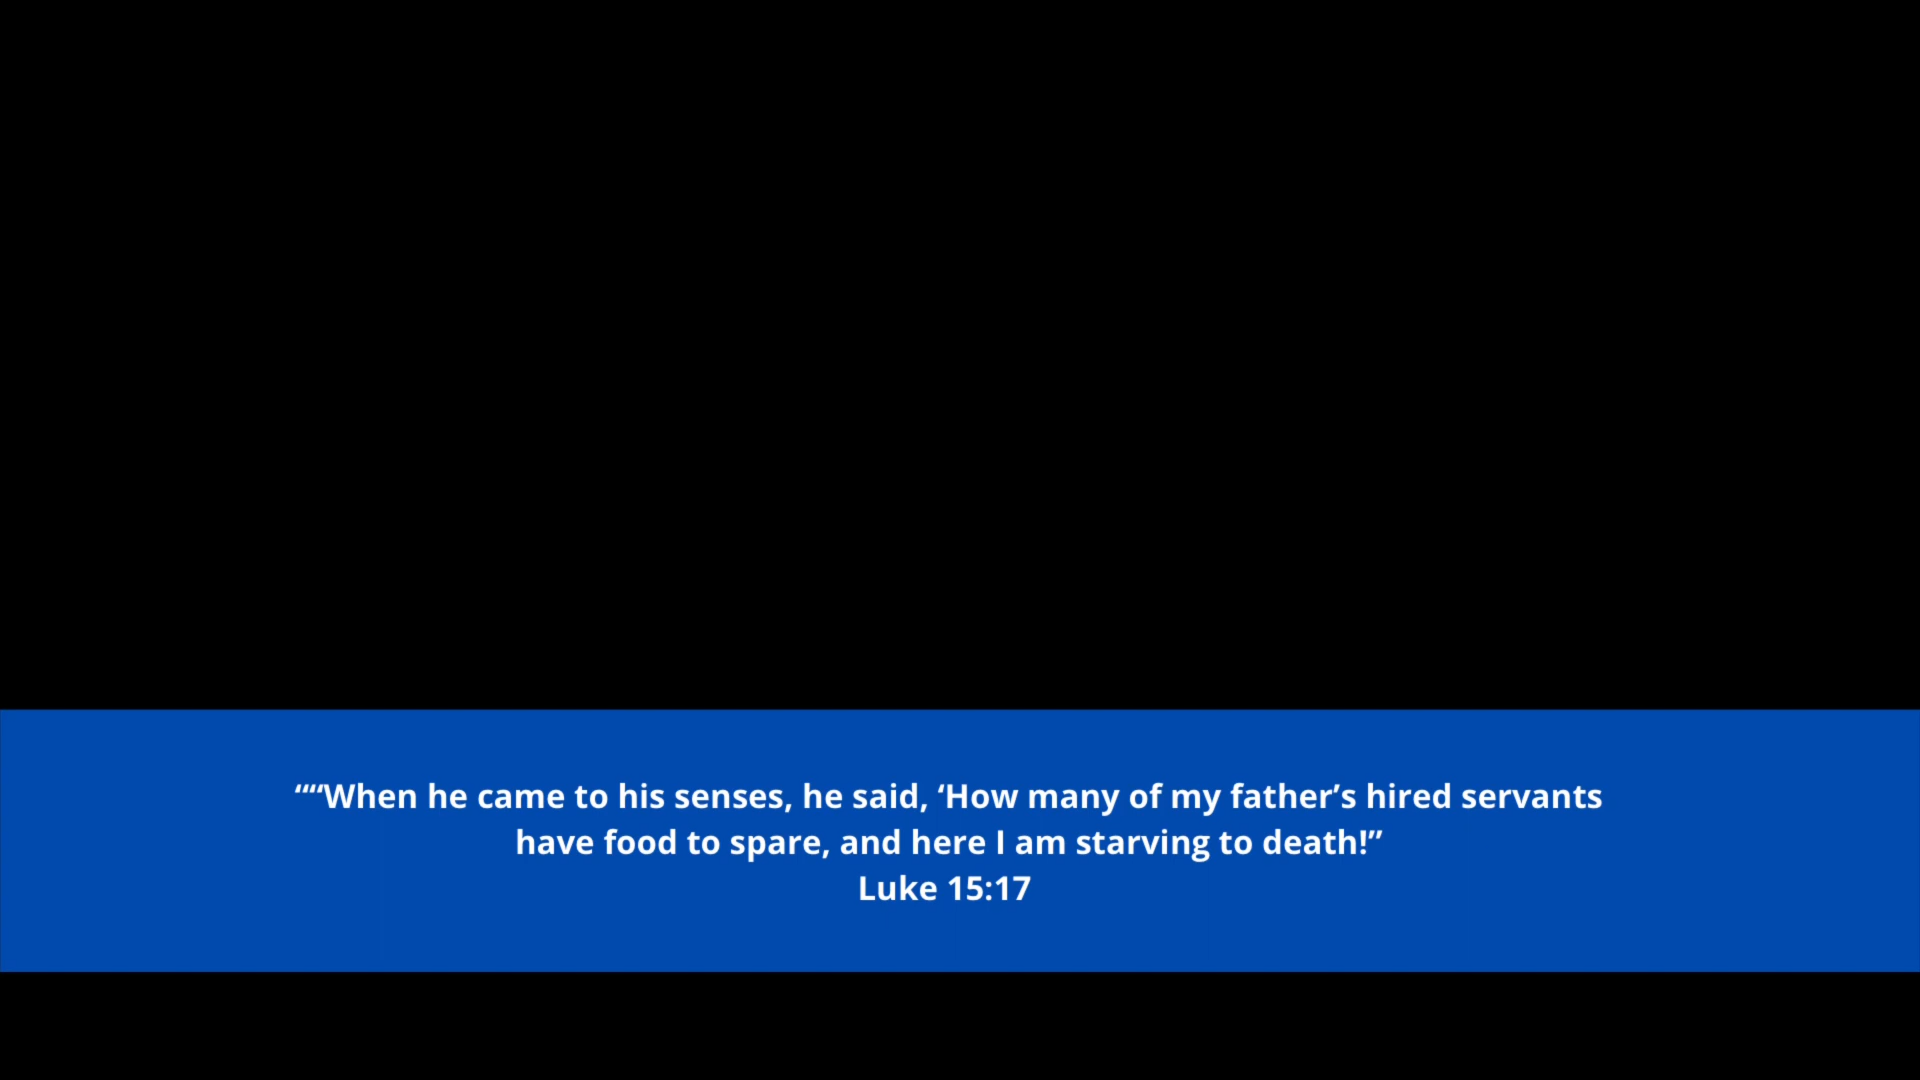 ““When he came to his senses, he said, ‘How many of my father’s hired servants
have food to spare, and here I am starving to death!”
Luke 15:17